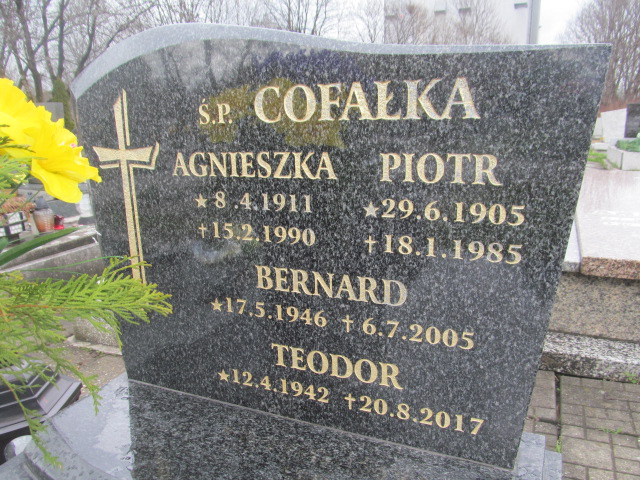 Ś.P. COFAŁKA
AGNIESZKA PIOTR
★ 8.4.1911 ★29.6.1905
†15.2.1990 †18.1.1985
BERNARD
★17.5.1946 †6.7.2005
TEODOR
★12.4.1942 †20.8.2017